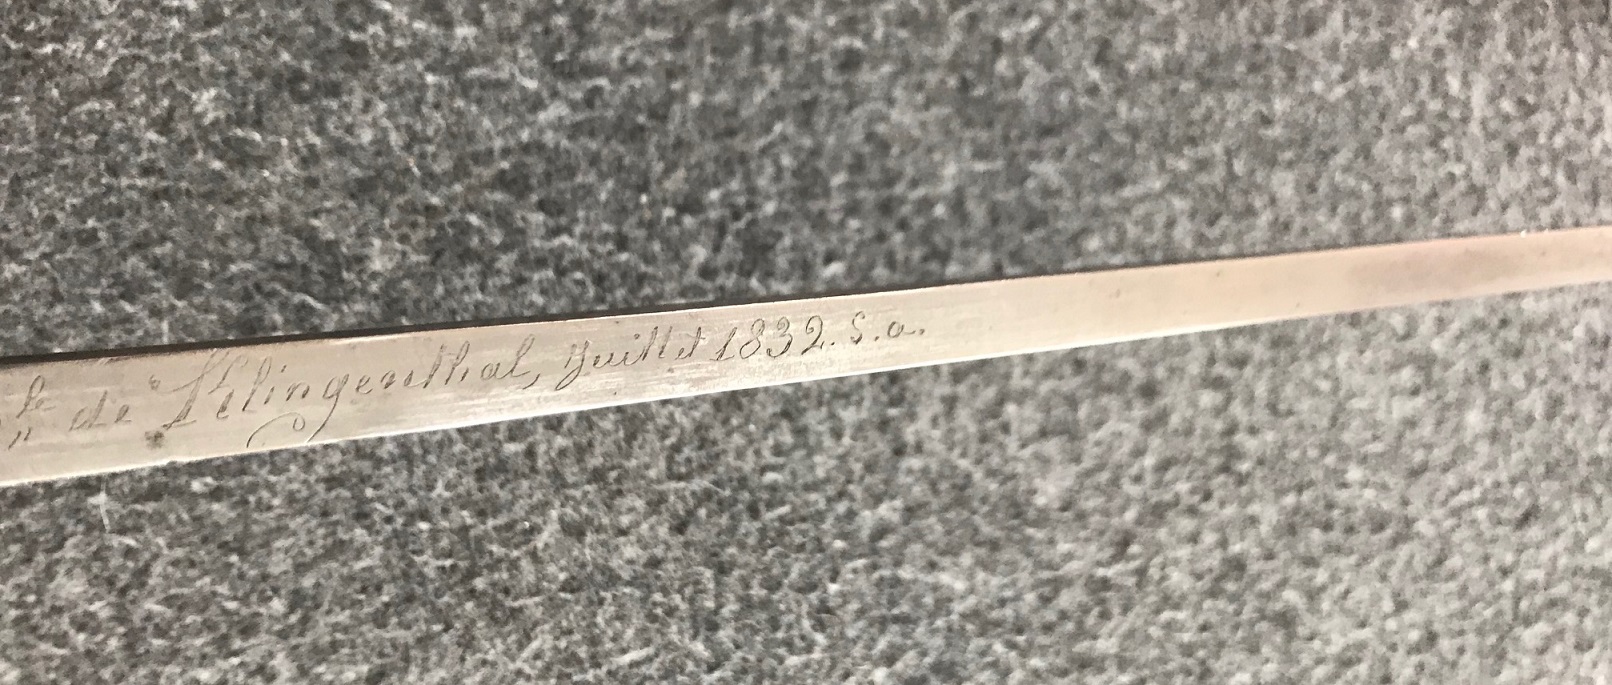 de Klingenthal, Juillet 1832. S.a.